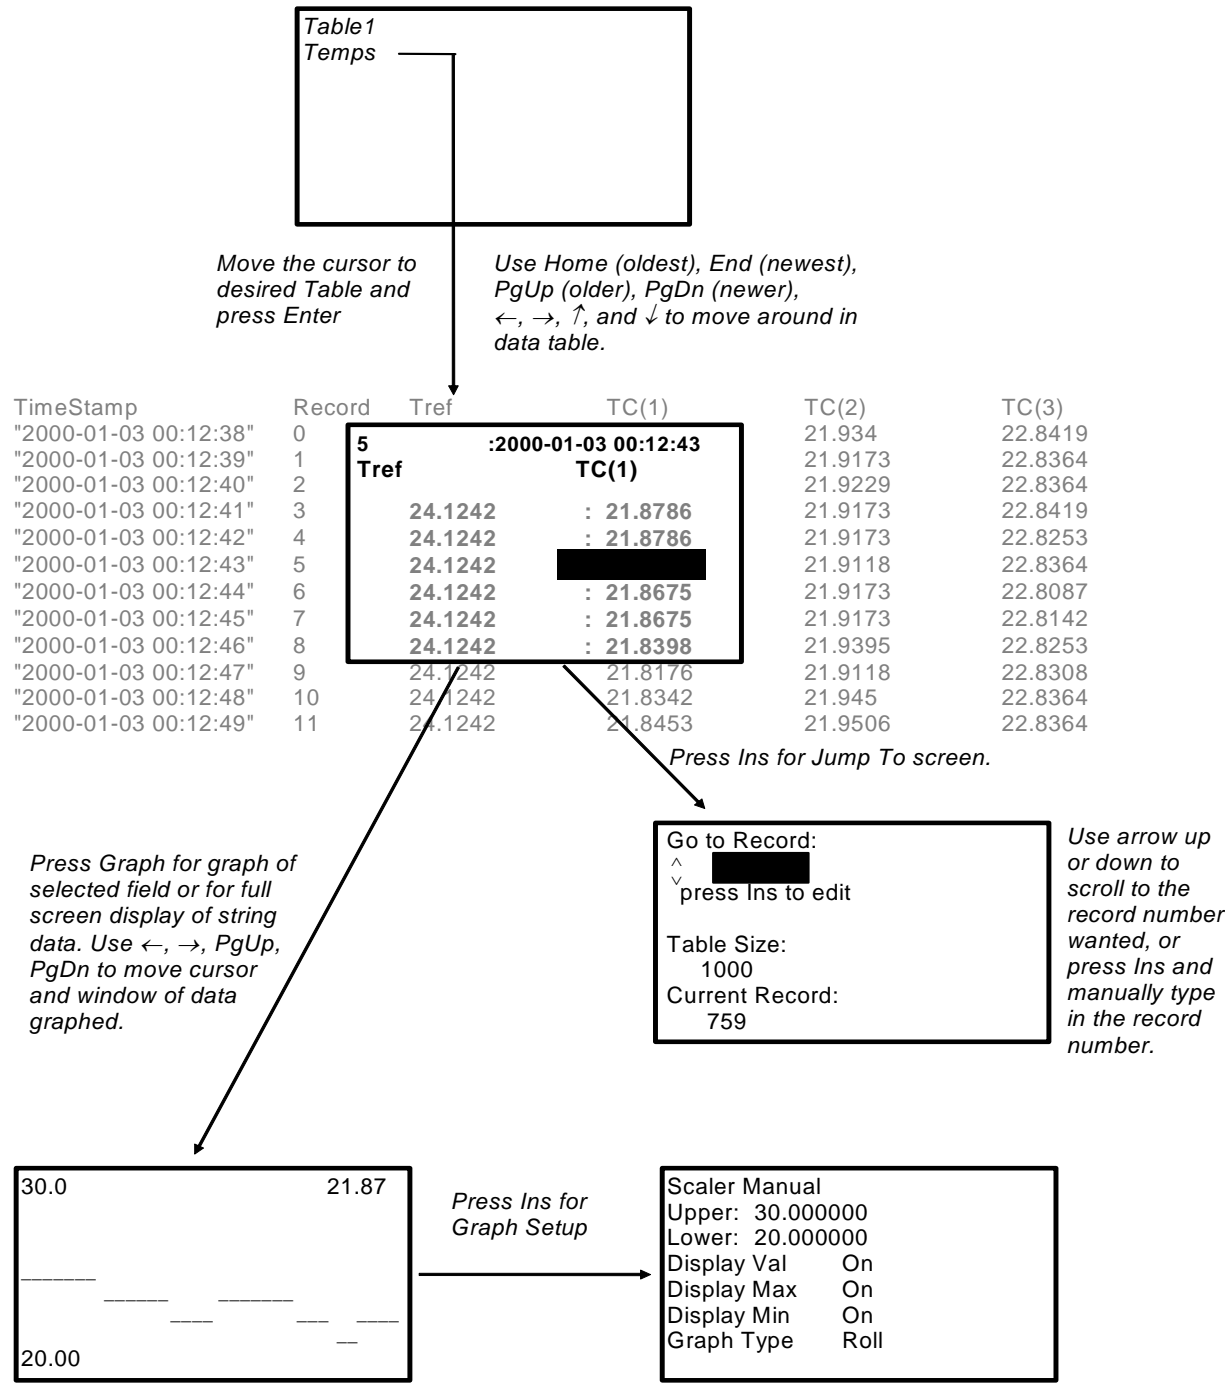 Table1
Temps
Move the cursor to
desired Table and
press Enter
Use Home (oldest), End (newest),
PgUp (older), PgDn (newer),
←, →, ↑, and ↓ to move around in
data table.
TimeStamp Record Tref TC(1) TC(2) TC(3)
5 :2000-01-03 00:12:43
Tref TC(1)
"2000-01-03 00:12:38" 0 21.934 22.8419
"2000-01-03 00:12:39" 1 21.9173 22.8364
"2000-01-03 00:12:40" 2 21.9229 22.8364
"2000-01-03 00:12:41" 3 24.1242 : 21.8786 21.9173 22.8419
"2000-01-03 00:12:42" 4 24.1242 : 21.8786 21.9173 22.8253
"2000-01-03 00:12:43" 5 24.1242 21.9118 22.8364
"2000-01-03 00:12:44" 6 24.1242 : 21.8675 21.9173 22.8087
"2000-01-03 00:12:45" 7 24.1242 : 21.8675 21.9173 22.8142
"2000-01-03 00:12:46" 8 24.1242 : 21.8398 21.9395 22.8253
"2000-01-03 00:12:47" 9 24.1242 21.8176 21.9118 22.8308
"2000-01-03 00:12:48" 10 24.1242 21.8342 21.945 22.8364
"2000-01-03 00:12:49" 11 24.1242 21.8453 21.9506 22.8364
Press Ins for Jump To screen.
Go to Record:
press Ins to edit
Table Size:
1000
Current Record:
759
Use arrow up
or down to
scroll to the
record number
wanted, or
press Ins and
manually type
in the record
number.
Press Graph for graph of
selected field or for full
screen display of string
data. Use ←, →, PgUp,
PgDn to move cursor
and window of data
graphed.
30.0 21.87
20.00
Press Ins for
Graph Setup
Scaler Manual
Upper: 30.000000
Lower: 20.000000
Display Val On
Display Max On
Display Min On
Graph Type Roll